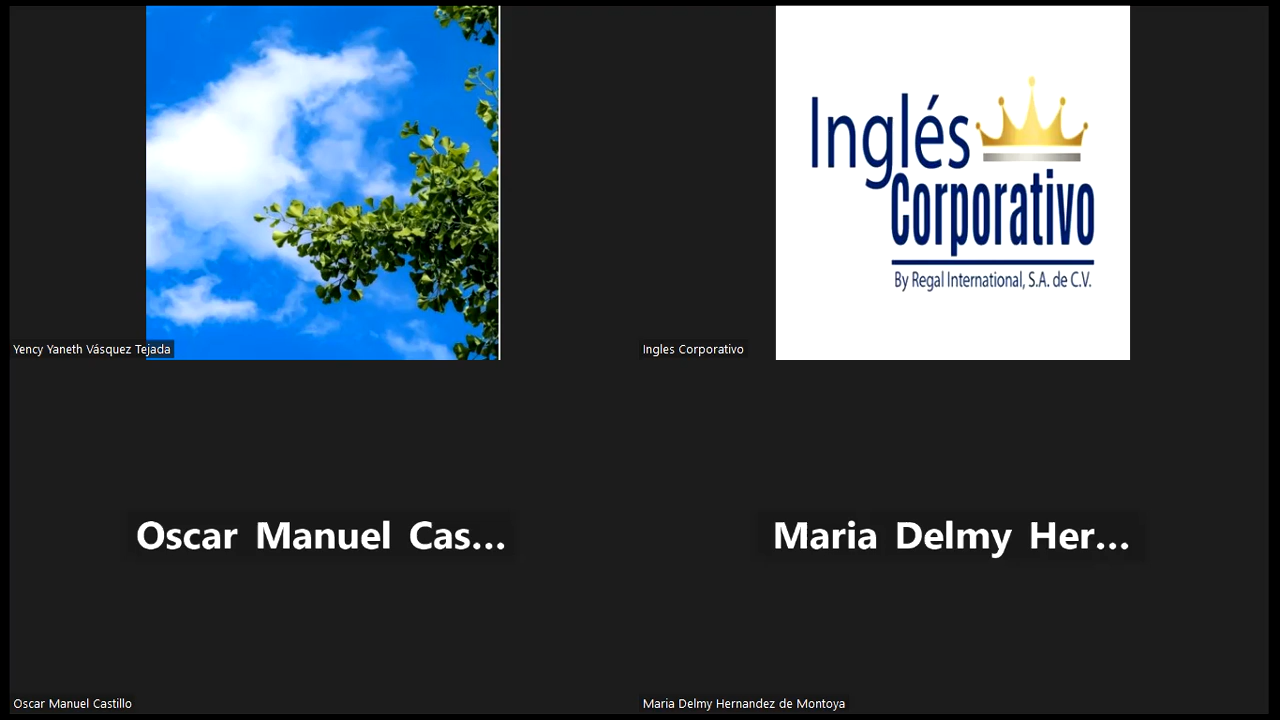 Inglés
Corporativo
By Regal International, S.A. de C.V.
Yency Yaneth Vásquez Tejada
Ingles Corporativo
Oscar Manuel Cas...
Maria Delmy Her...
Oscar Manuel Castillo
Maria Delmy Hernandez de Montoya